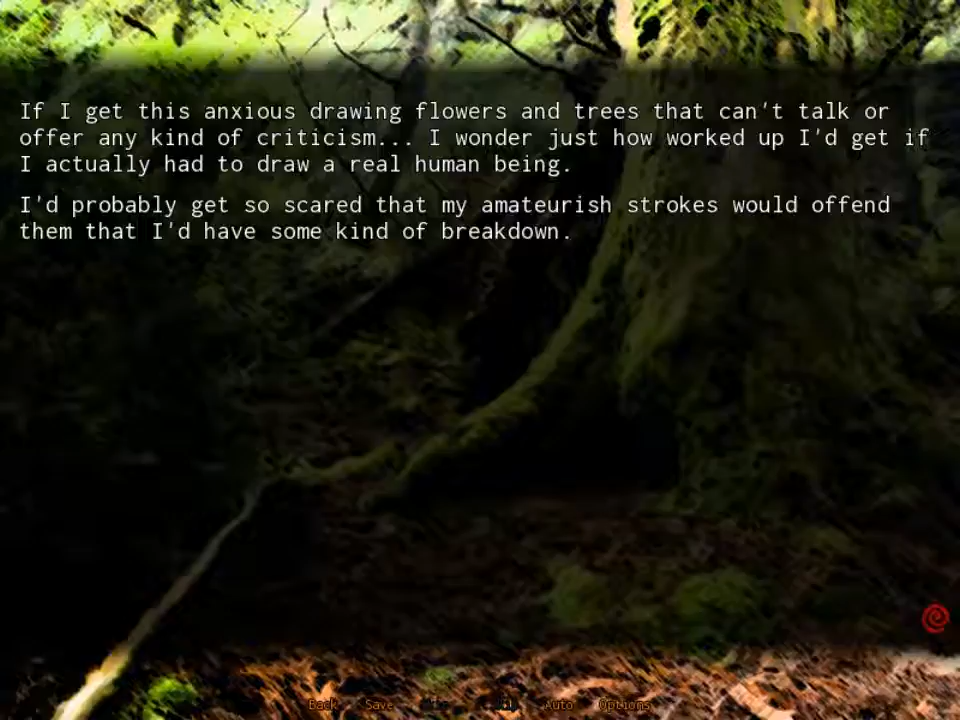 If I get this anxious drawing flowers and trees that can't talk or
offer any kind of criticism... I wonder just how worked up I'd get if
I actually had to draw a real human being.
I'd probably get so scared that my amateurish strokes would offend
them that I'd have some kind of breakdown.
Back Save Auto Options